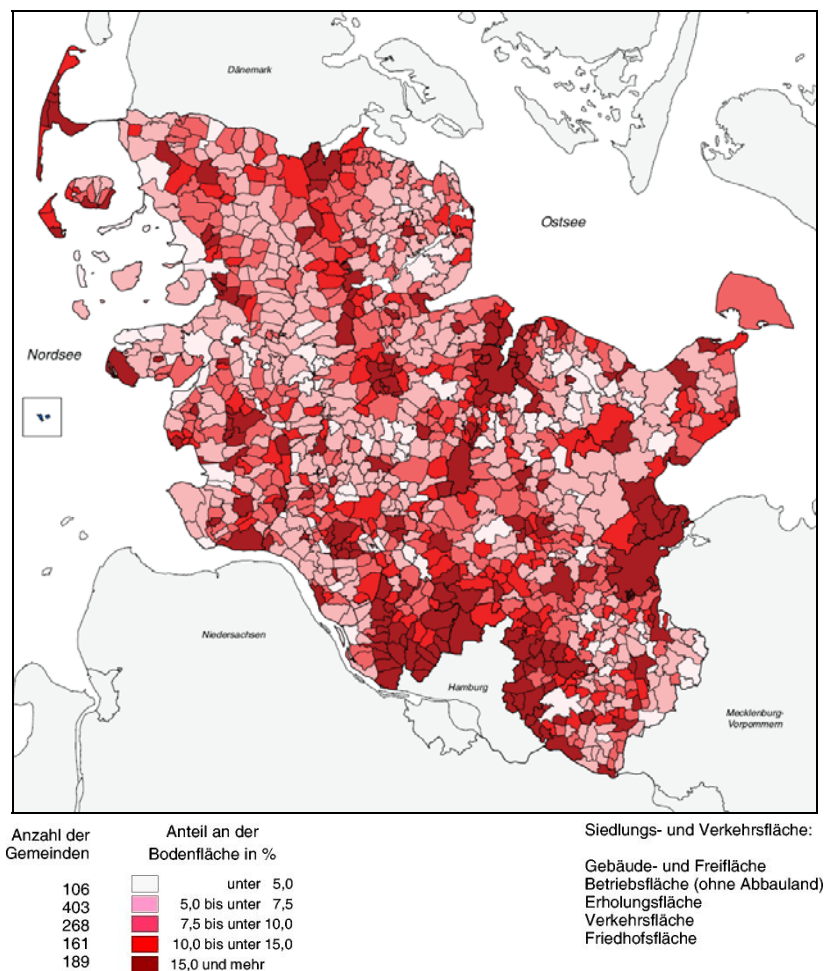 Dänemark
Ostsee
Nordsee
Niedersachsen
Hamburg
Mecklenburg-
Vorpommern
Anzahl der
Gemeinden
Anteil an der
Bodenfläche in %
106 unter 5,0
403 5,0 bis unter 7,5
268 7,5 bis unter 10,0
161 10,0 bis unter 15,0
189 15,0 und mehr
Siedlungs- und Verkehrsfläche:
Gebäude- und Freifläche
Betriebsfläche (ohne Abbauland)
Erholungsfläche
Verkehrsfläche
Friedhofsfläche